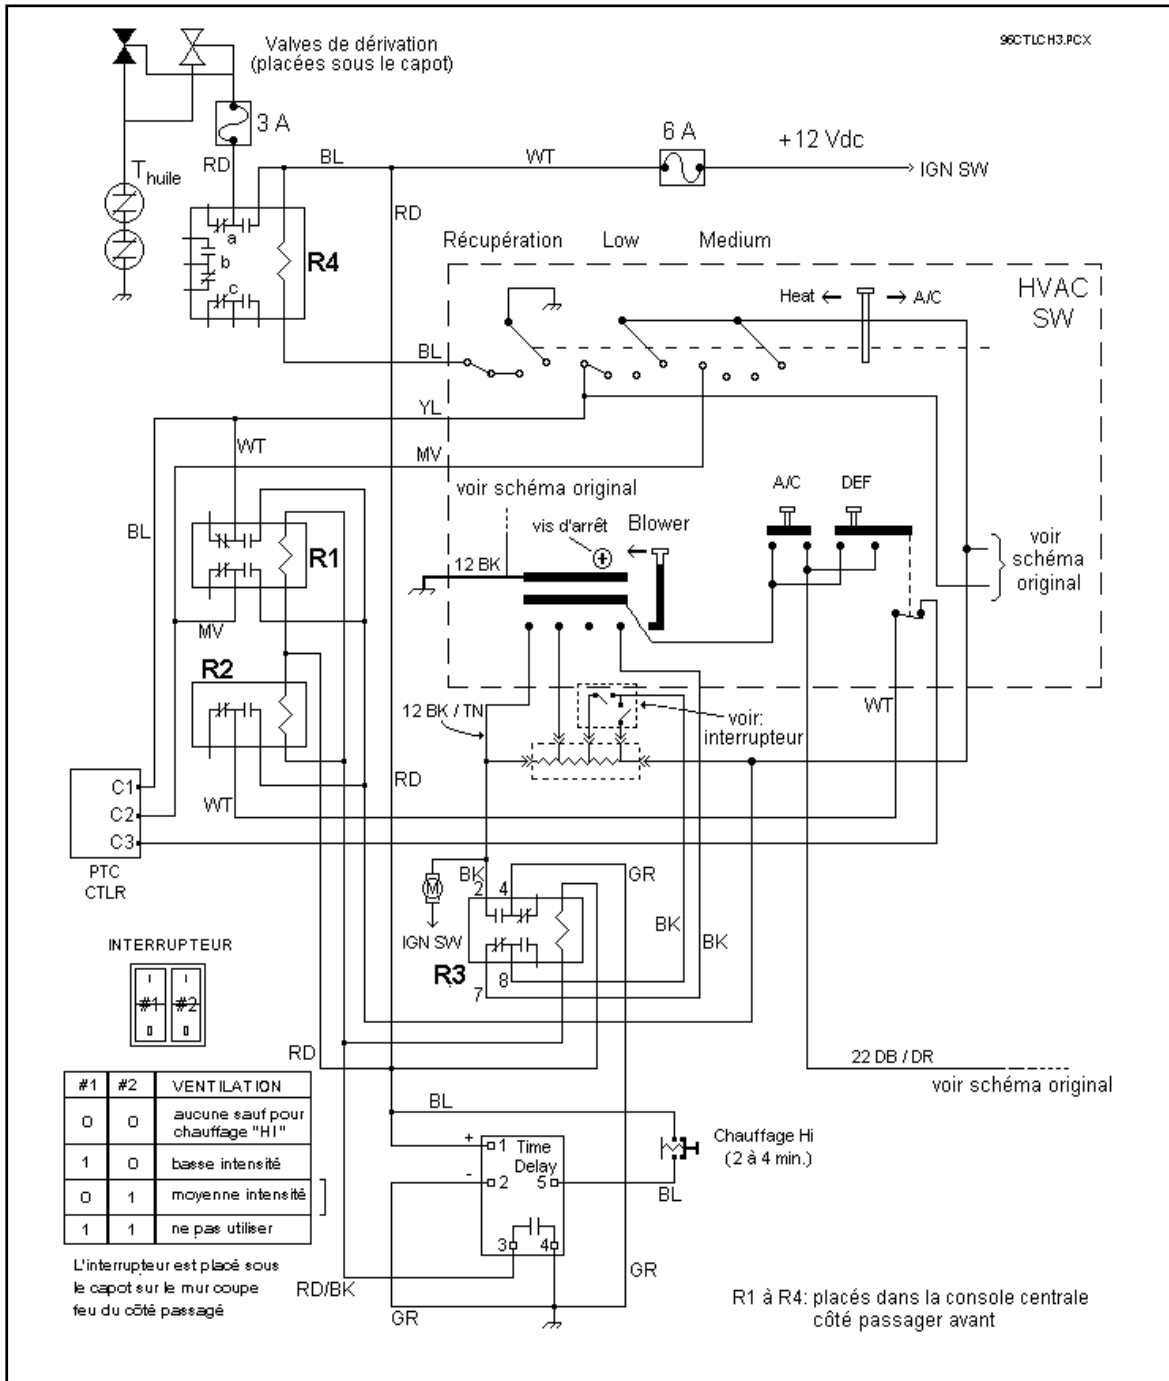 96CTLCH3.PCX
Valves de dérivation
(placées sous le capot)
3 A
6 A
+12 Vdc
RD
BL
WT
IGN SW
T huile
RD
a
b
c
R4
Récupération
Low
Medium
Heat
A/C
HVAC
SW
BL
YL
WT
MV
voir schéma original
A/C
DEF
vis d'arrêt
Blower
BL
R1
12 BK
voir
schéma
original
MV
R2
12 BK / TN
voir:
interrupteur
WT
RD
C1
WT
C2
C3
PTC
CTLR
BK
2
4
GR
M
IGN SW
BK
BK
R3
7
8
INTERRUPTEUR
#1
#2
RD
22 DB / DR
voir schéma original
#1 #2 VENTILATION
0 0 aucune sauf pour
chauffage "HI"
1 0 basse intensité
0 1 moyenne intensité
1 1 ne pas utiliser
BL
+
1
Time
Delay
-
2
5
Chauffage Hi
(2 à 4 min.)
BL
3
4
L'interrupteur est placé sous
le capot sur le mur coupe
feu du côté passagé
RD/BK
GR
GR
R1 à R4: placés dans la console centrale
côté passager avant